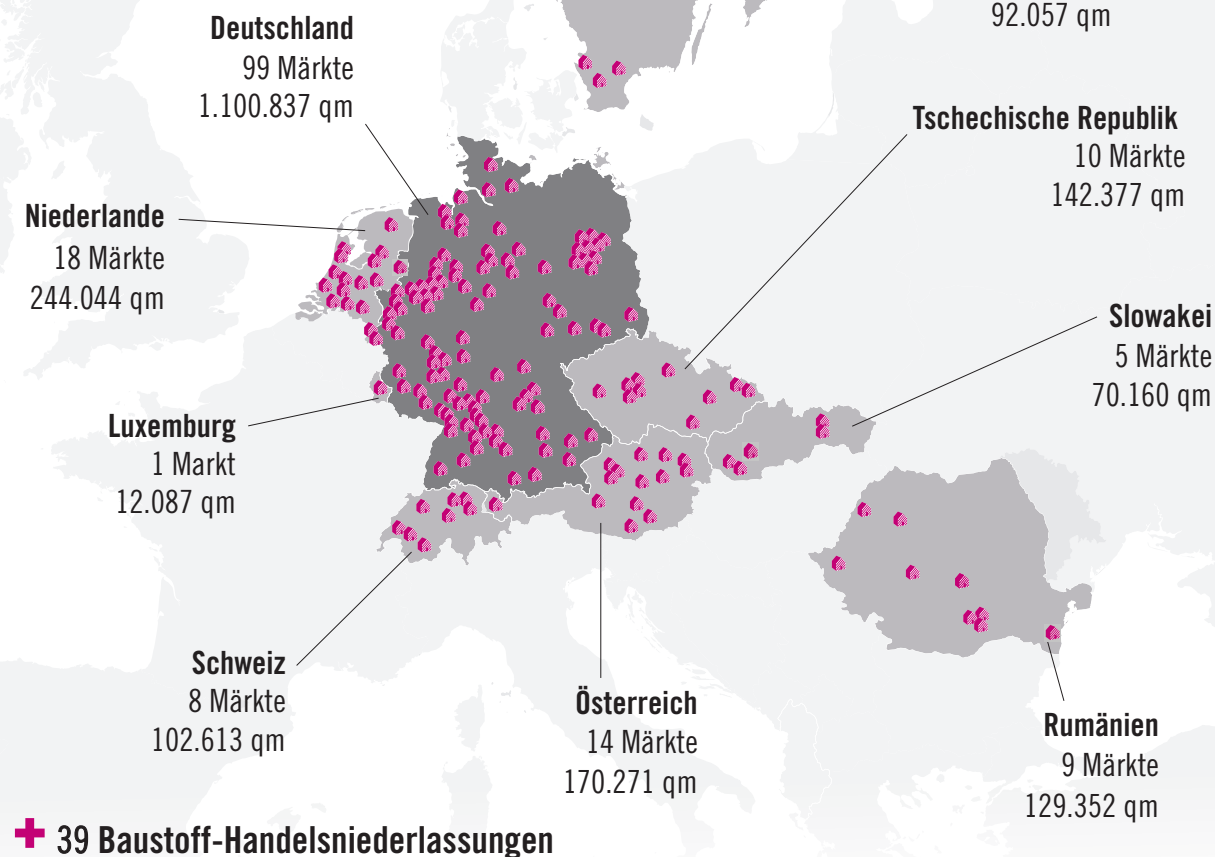 92.057 qm
Deutschland
99 Märkte
1.100.837 qm
Tschechische Republik
10 Märkte
142.377 qm
Niederlande
18 Märkte
244.044 qm
Slowakei
5 Märkte
70.160 qm
Luxemburg
1 Markt
12.087 qm
Schweiz
8 Märkte
102.613 qm
Österreich
14 Märkte
170.271 qm
Rumänien
9 Märkte
129.352 qm
+ 39 Baustoff-Handelsniederlassungen